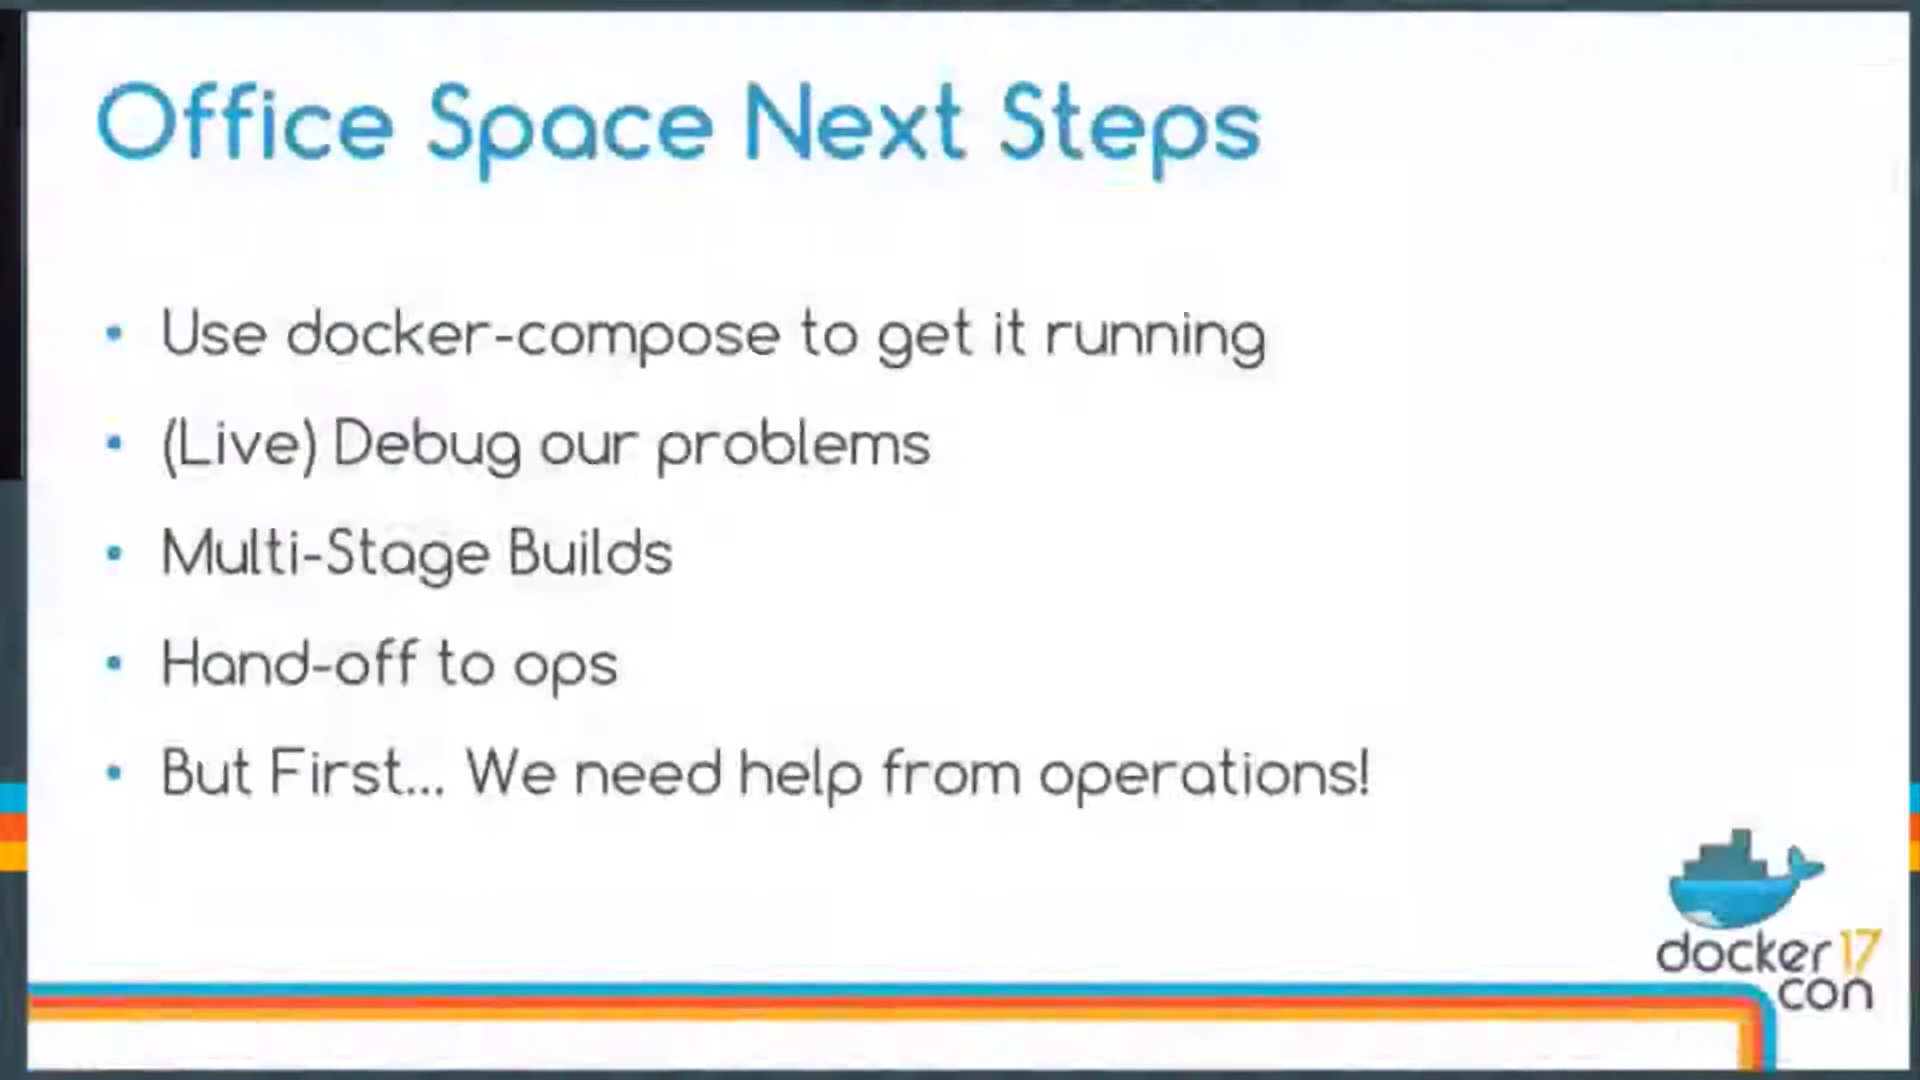 Office Space Next Steps
• Use docker-compose to get it running
• (Live) Debug our problems
• Multi-Stage Builds
• Hand-off to ops
• But First... We need help from operations!
docker 17
con